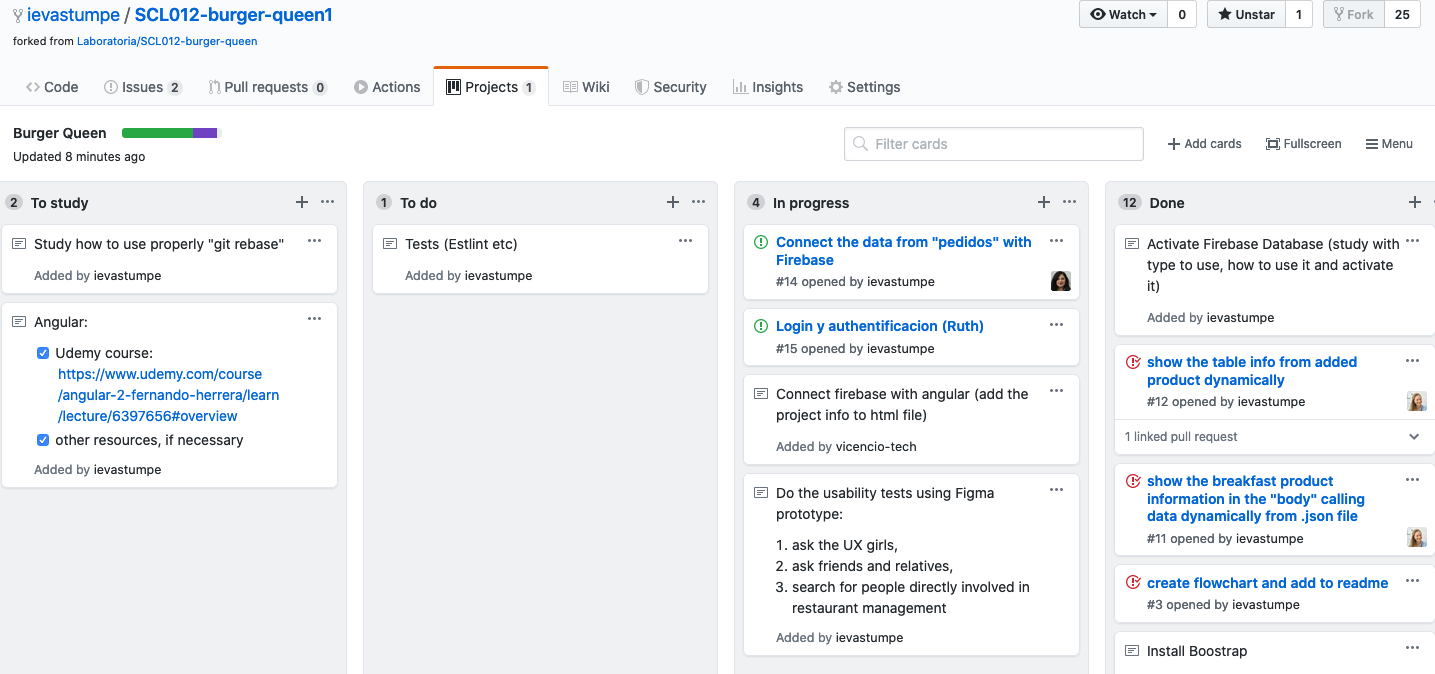 ievastumpe / SCL012-burger-queen1
Watch 0 Unstar 1 Fork 25
forked from Laboratoria/SCL012-burger-queen
Code Issues 2 Pull requests 0 Actions Projects 1 Wiki Security Insights Settings
Burger Queen
Updated 8 minutes ago
Filter cards
Add cards Fullscreen Menu
2 To study
Study how to use properly "git rebase"
Added by ievastumpe
Angular:
Udemy course:
https://www.udemy.com/course
/angular-2-fernando-herrera/learn
/lecture/6397656#overview
other resources, if necessary
Added by ievastumpe
1 To do
Tests (Estlint etc)
Added by ievastumpe
4 In progress
Connect the data from "pedidos" with
Firebase
#14 opened by ievastumpe
Login y authentificacion (Ruth)
#15 opened by ievastumpe
Connect firebase with angular (add the
project info to html file)
Added by vicencio-tech
Do the usability tests using Figma
prototype:
1. ask the UX girls,
2. ask friends and relatives,
3. search for people directly involved in
restaurant management
Added by ievastumpe
12 Done
Activate Firebase Database (study with
type to use, how to use it and activate
it)
Added by ievastumpe
show the table info from added
product dynamically
#12 opened by ievastumpe
1 linked pull request
show the breakfast product
information in the "body" calling
data dynamically from .json file
#11 opened by ievastumpe
create flowchart and add to readme
#3 opened by ievastumpe
Install Boostrap